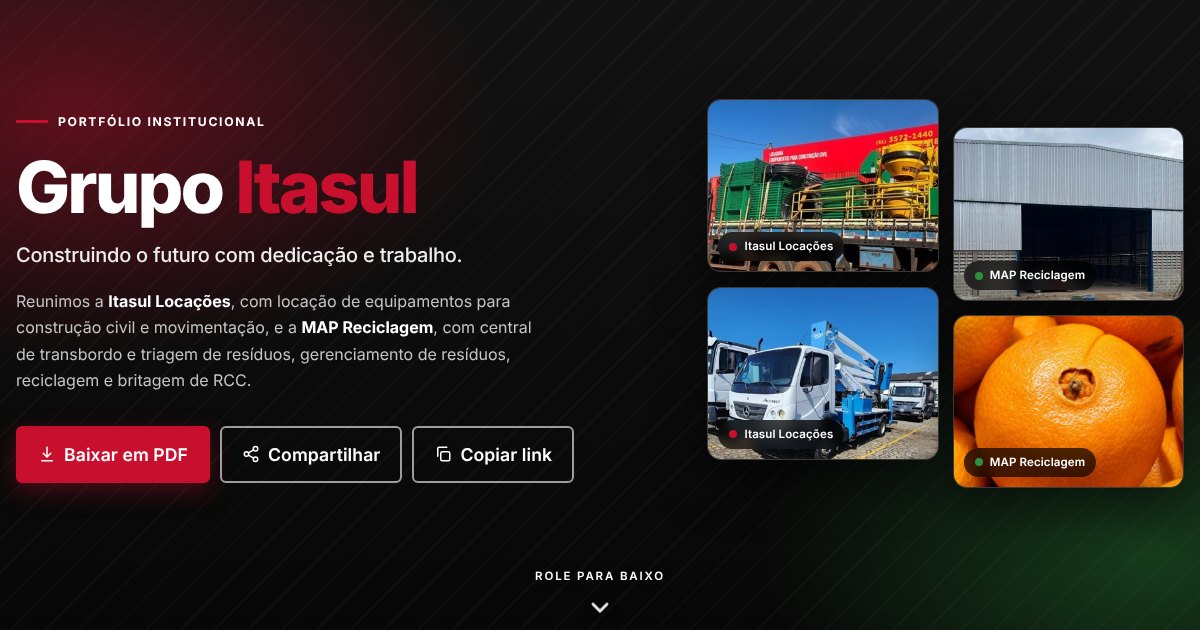 PORTFÓLIO INSTITUCIONAL
Grupo Itasul
Construindo o futuro com dedicação e trabalho.
Reunimos a Itasul Locações, com locação de equipamentos para
construção civil e movimentação, e a MAP Reciclagem, com central
de transbordo e triagem de resíduos, gerenciamento de resíduos,
reciclagem e britagem de RCC.
Baixar em PDF
Compartilhar
Copiar link
3572-1440
Itasul Locações
MAP Reciclagem
Itasul Locações
MAP Reciclagem
ROLE PARA BAIXO